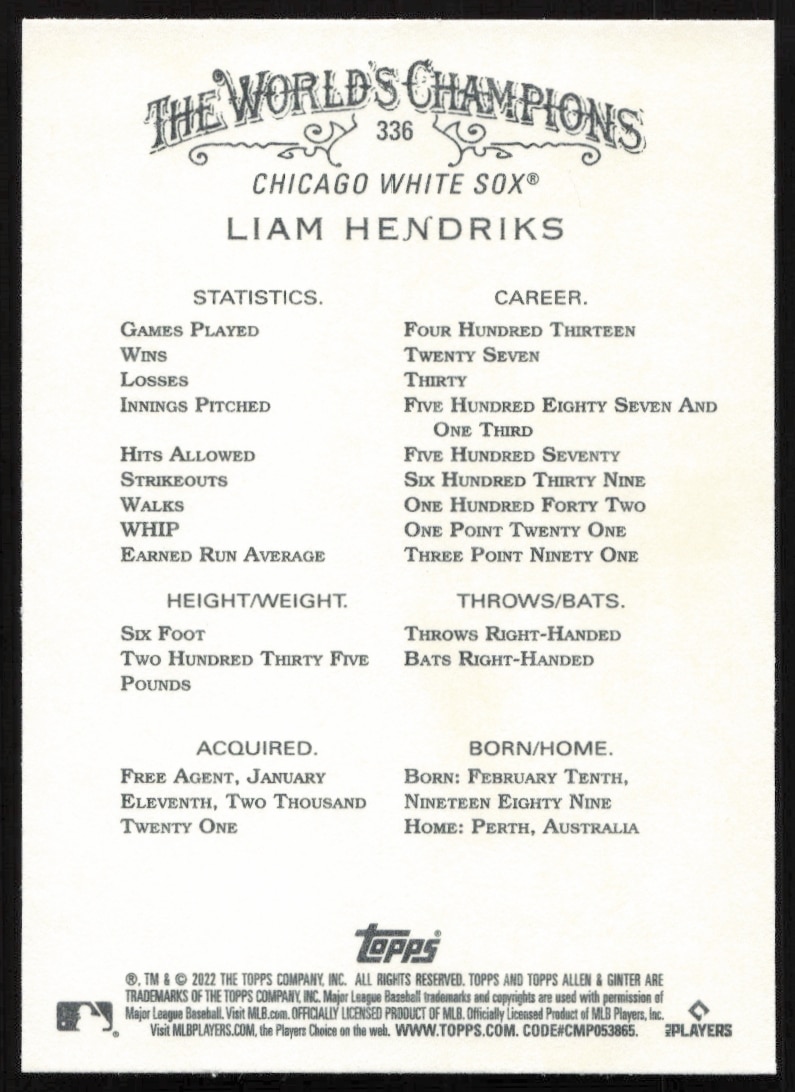 THE WORLD'S CHAMPIONS
336
CHICAGO WHITE SOX®
LIAM HENDRIKS
STATISTICS. CAREER.
GAMES PLAYED FOUR HUNDRED THIRTEEN
WINS TWENTY SEVEN
LOSSES THIRTY
INNINGS PITCHED FIVE HUNDRED EIGHTY SEVEN AND
ONE THIRD
HITS ALLOWED FIVE HUNDRED SEVENTY
STRIKEOUTS SIX HUNDRED THIRTY NINE
WALKS ONE HUNDRED FORTY TWO
WHIP ONE POINT TWENTY ONE
EARNED RUN AVERAGE THREE POINT NINETY ONE
HEIGHT/WEIGHT. THROWS/BATS.
SIX FOOT THROWS RIGHT-HANDED
TWO HUNDRED THIRTY FIVE BATS RIGHT-HANDED
POUNDS
ACQUIRED. BORN/HOME.
FREE AGENT, JANUARY BORN: FEBRUARY TENTH,
ELEVENTH, TWO THOUSAND NINETEEN EIGHTY NINE
TWENTY ONE HOME: PERTH, AUSTRALIA
Topps®
®, TM & © 2022 THE TOPPS COMPANY, INC. ALL RIGHTS RESERVED. TOPPS AND TOPPS ALLEN & GINTER ARE
TRADEMARKS OF THE TOPPS COMPANY, INC. Major League Baseball trademarks and copyrights are used with permission of
Major League Baseball. Visit MLB.com. OFFICIALLY LICENSED PRODUCT OF MLB. Officially Licensed Product of MLB Players, Inc.
Visit MLBPLAYERS.COM, the Players Choice on the web. WWW.TOPPS.COM. CODE#CMP053865.
MLBPLAYERS